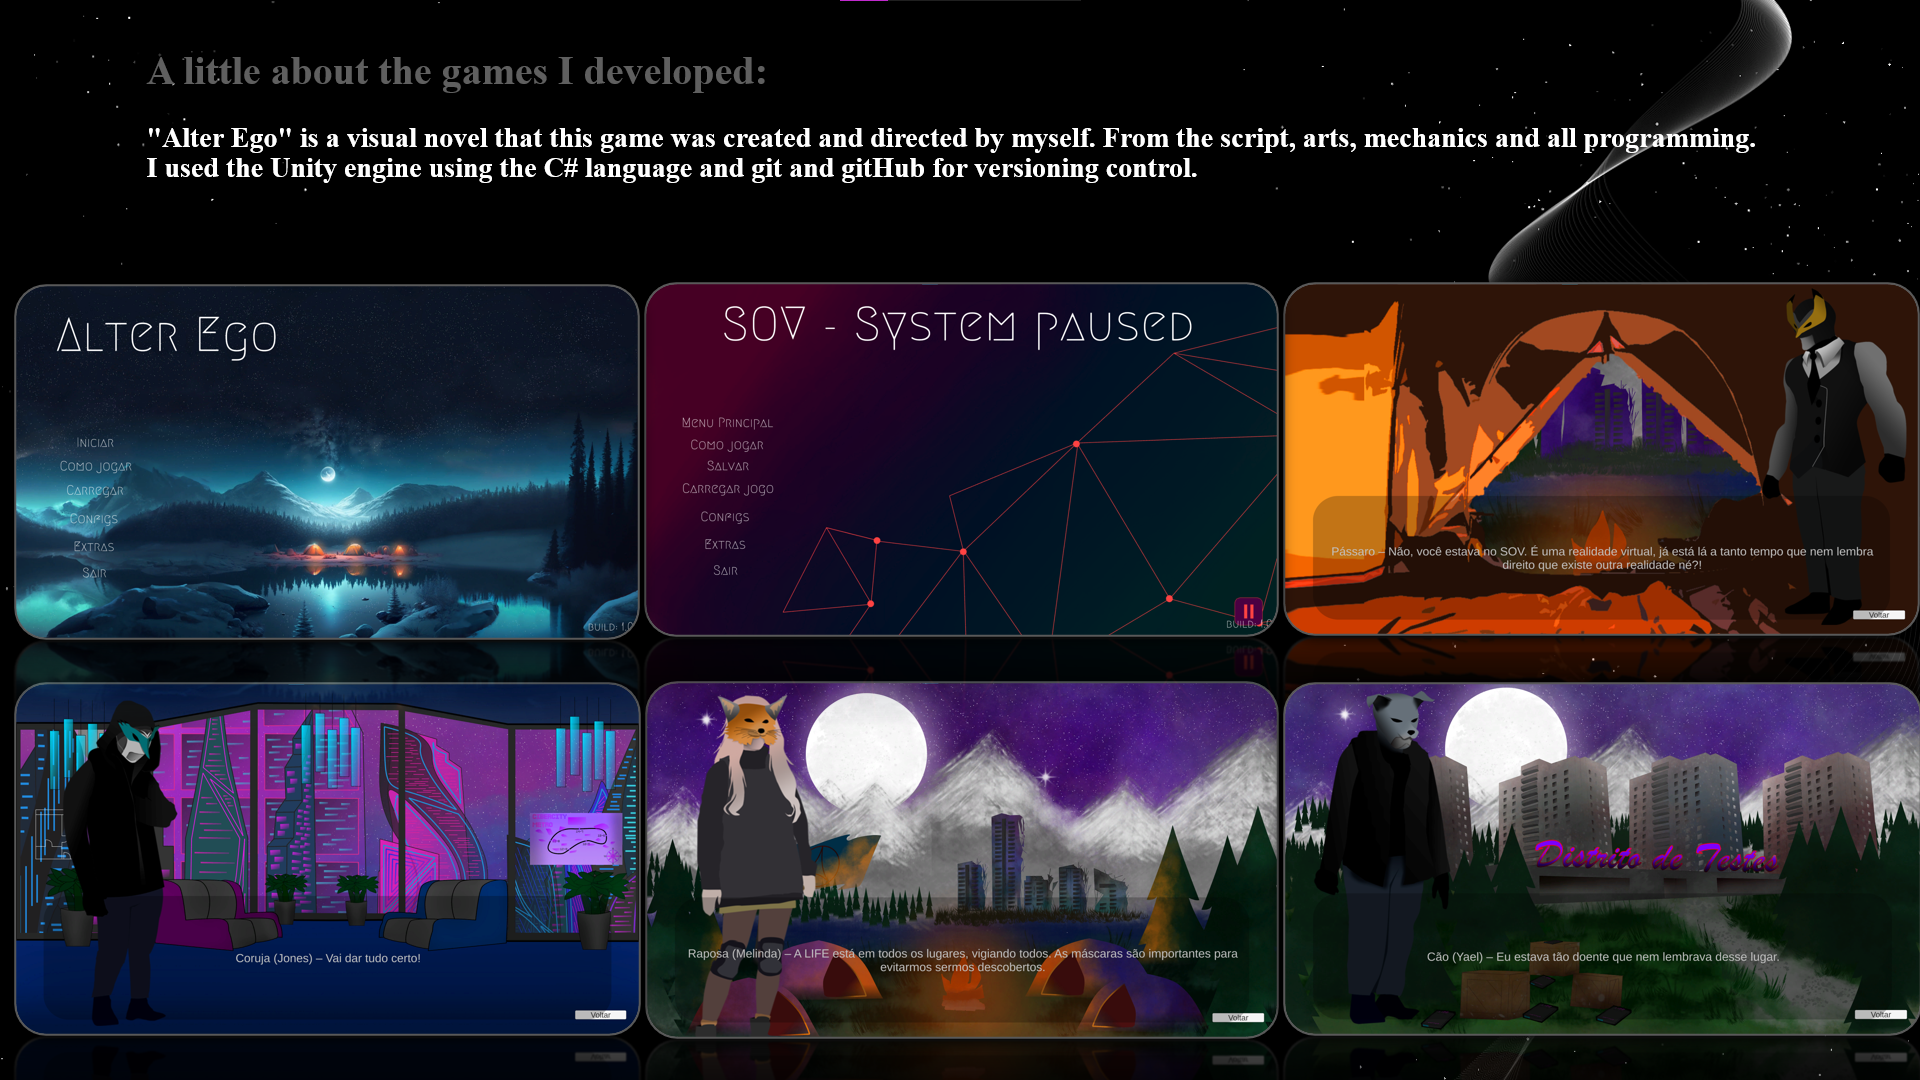 A little about the games I developed:
"Alter Ego" is a visual novel that this game was created and directed by myself. From the script, arts, mechanics and all programming.
I used the Unity engine using the C# language and git and gitHub for versioning control.
Alter Ego
Iniciar
Como jogar
Carregar
Configs
Extras
Sair
BUILD: 1.0
SOV - System paused
Menu Principal
Como jogar
Salvar
Carregar jogo
Configs
Extras
Sair
BUILD: 1.0
Pássaro – Não, você estava no SOV. É uma realidade virtual, já está lá a tanto tempo que nem lembra
direito que existe outra realidade né?!
Voltar
Coruja (Jones) – Vai dar tudo certo!
Voltar
Raposa (Melinda) – A LIFE está em todos os lugares, vigiando todos. As máscaras são importantes para
evitarmos sermos descobertos.
Voltar
Distrito de Testes
Cão (Yael) – Eu estava tão doente que nem lembrava desse lugar.
Voltar